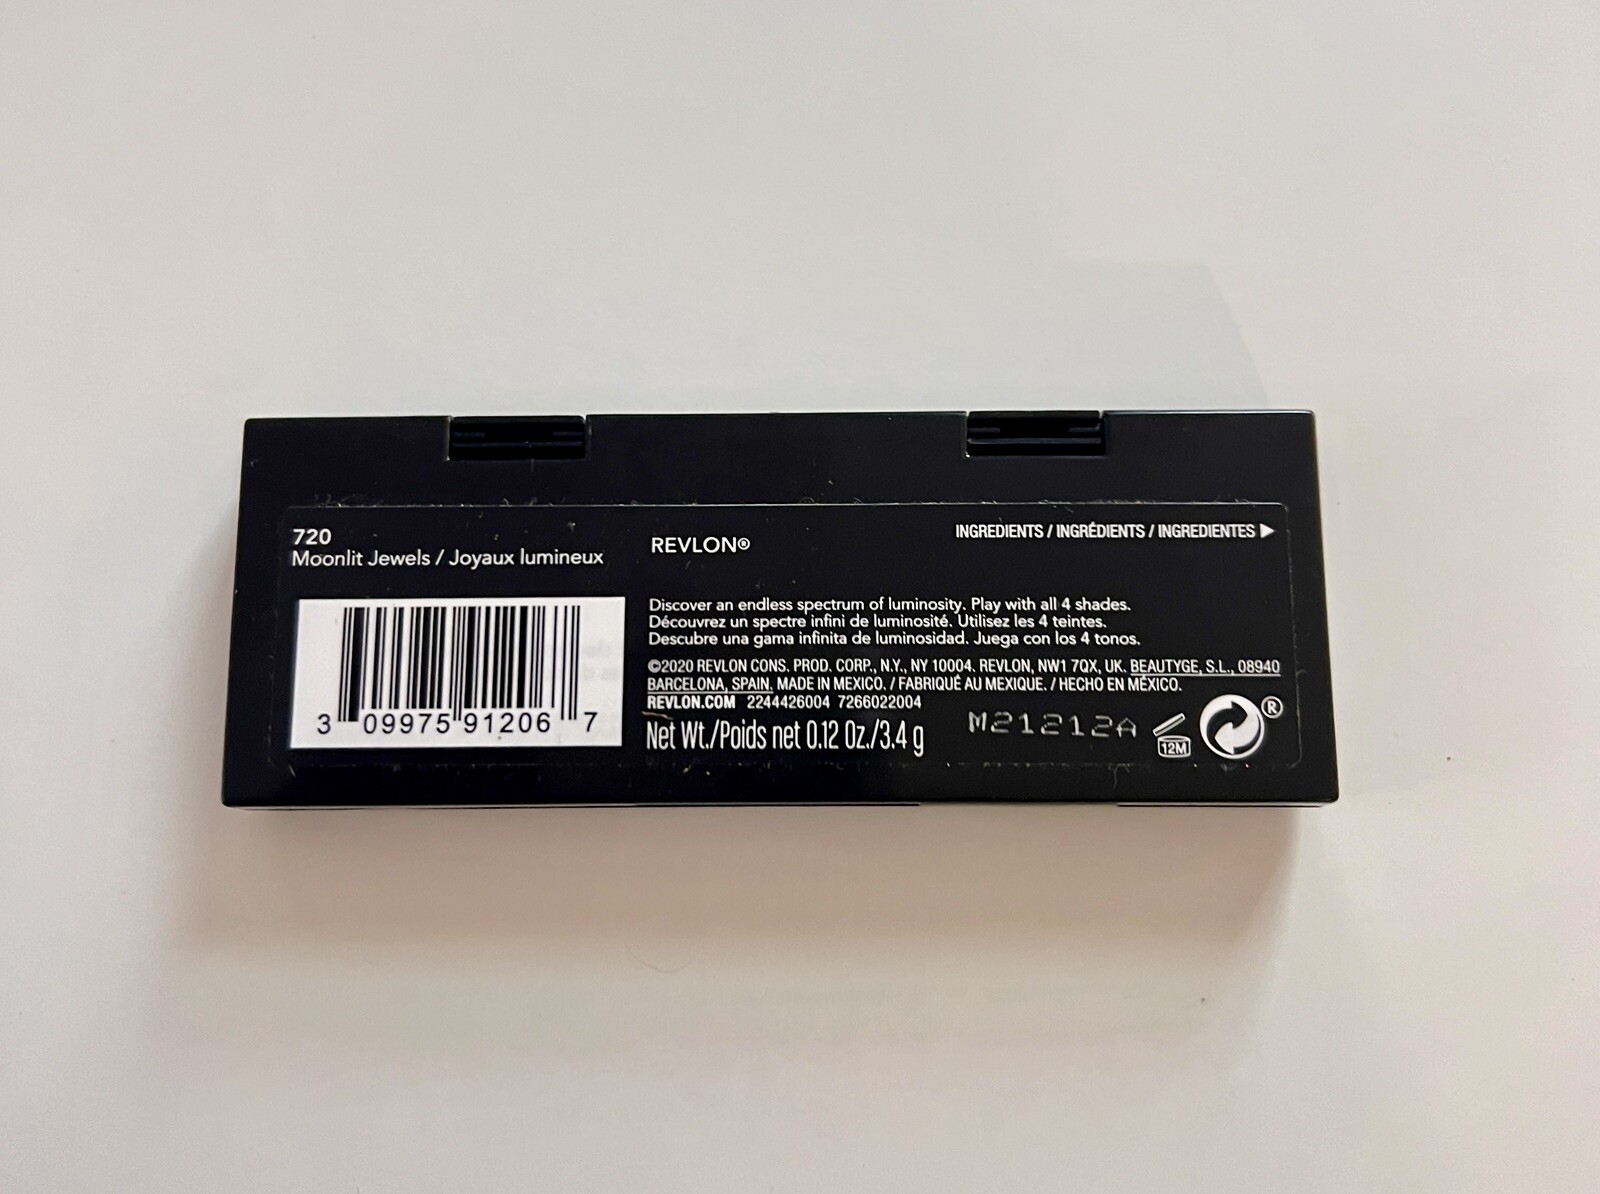 720
Moonlit Jewels / Joyaux lumineux
3 09975 91206 7
REVLON®
INGREDIENTS / INGRÉDIENTS / INGREDIENTES ▶
Discover an endless spectrum of luminosity. Play with all 4 shades.
Découvrez un spectre infini de luminosité. Utilisez les 4 teintes.
Descubre una gama infinita de luminosidad. Juega con los 4 tonos.
©2020 REVLON CONS. PROD. CORP., N.Y., NY 10004. REVLON, NW1 7QX, UK. BEAUTYGE, S.L., 08940
BARCELONA, SPAIN. MADE IN MEXICO. / FABRIQUÉ AU MEXIQUE. / HECHO EN MÉXICO.
REVLON.COM 2244426004 7266022004
Net Wt./Poids net 0.12 Oz./3.4 g
M21212A
12M
®